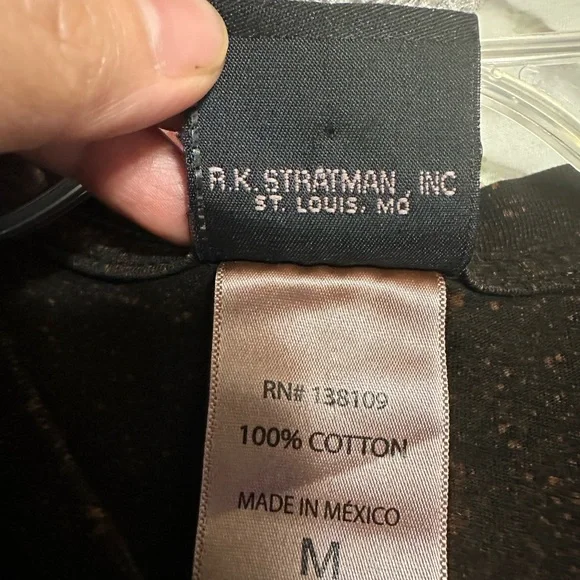 R.K. STRATMAN, INC
ST. LOUIS, MO
RN# 138109
100% COTTON
MADE IN MÉXICO
M